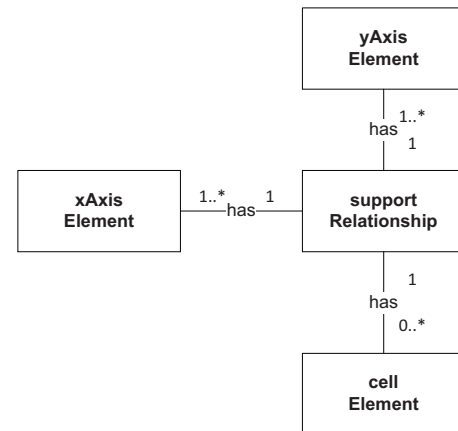 yAxis
Element
1..*
has
1
xAxis
Element
1..*
has
1
support
Relationship
1
has
0..*
cell
Element